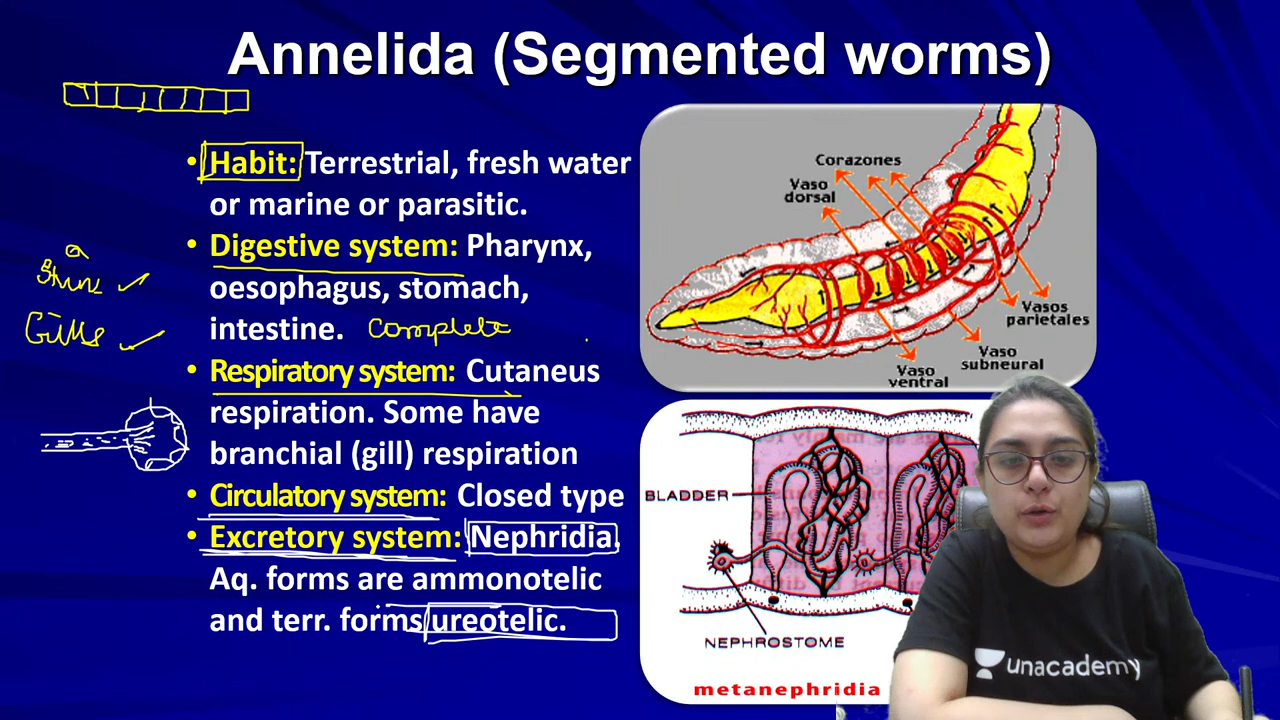 Annelida (Segmented worms)
• Habit: Terrestrial, fresh water
or marine or parasitic.
• Digestive system: Pharynx,
oesophagus, stomach,
intestine. Complete
• Respiratory system: Cutaneus
respiration. Some have
branchial (gill) respiration
• Circulatory system: Closed type
• Excretory system: Nephridia.
Aq. forms are ammonotelic
and terr. forms ureotelic.
Gills
Corazones
Vaso
dorsal
Vasos
parietales
Vaso
subneural
Vaso
ventral
BLADDER
NEPHROSTOME
metanephridia
unacademy